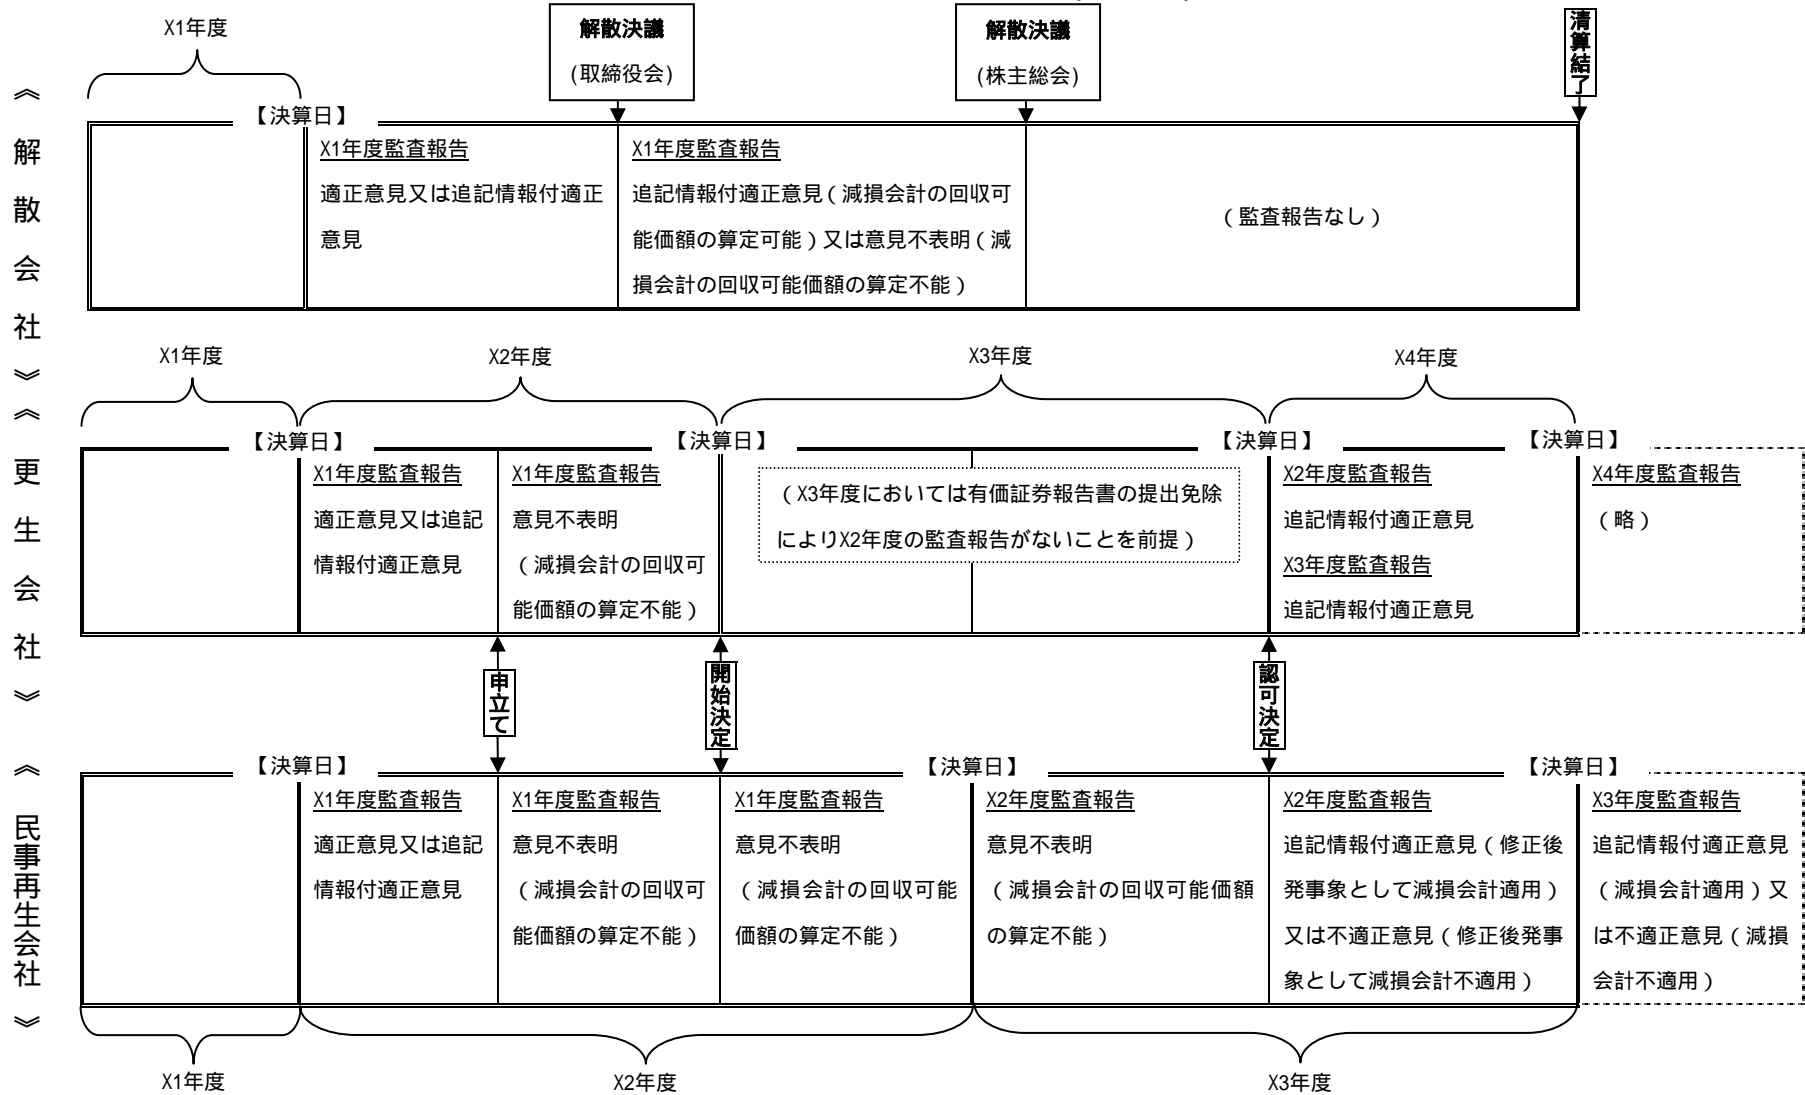 X1年度
解散決議
(取締役会)
解散決議
(株主総会)
清算結了
《解散会社》
【決算日】
X1年度監査報告
適正意見又は追記情報付適正
意見
X1年度監査報告
追記情報付適正意見(減損会計の回収可
能価額の算定可能)又は意見不表明(減
損会計の回収可能価額の算定不能)
(監査報告なし)
X1年度
X2年度
X3年度
X4年度
《更生会社》
【決算日】
【決算日】
【決算日】
【決算日】
X1年度監査報告
適正意見又は追記
情報付適正意見
X1年度監査報告
意見不表明
(減損会計の回収可
能価額の算定不能)
(X3年度においては有価証券報告書の提出免除
によりX2年度の監査報告がないことを前提)
X2年度監査報告
追記情報付適正意見
X3年度監査報告
追記情報付適正意見
X4年度監査報告
(略)
申立て
開始決定
認可決定
《民事再生会社》
【決算日】
【決算日】
【決算日】
X1年度監査報告
適正意見又は追記
情報付適正意見
X1年度監査報告
意見不表明
(減損会計の回収可
能価額の算定不能)
X1年度監査報告
意見不表明
(減損会計の回収可能
価額の算定不能)
X2年度監査報告
意見不表明
(減損会計の回収可能価額
の算定不能)
X2年度監査報告
追記情報付適正意見(修正後
発事象として減損会計適用)
又は不適正意見(修正後発事
象として減損会計不適用)
X3年度監査報告
追記情報付適正意見
(減損会計適用)又
は不適正意見(減損
会計不適用)
X1年度
X2年度
X3年度